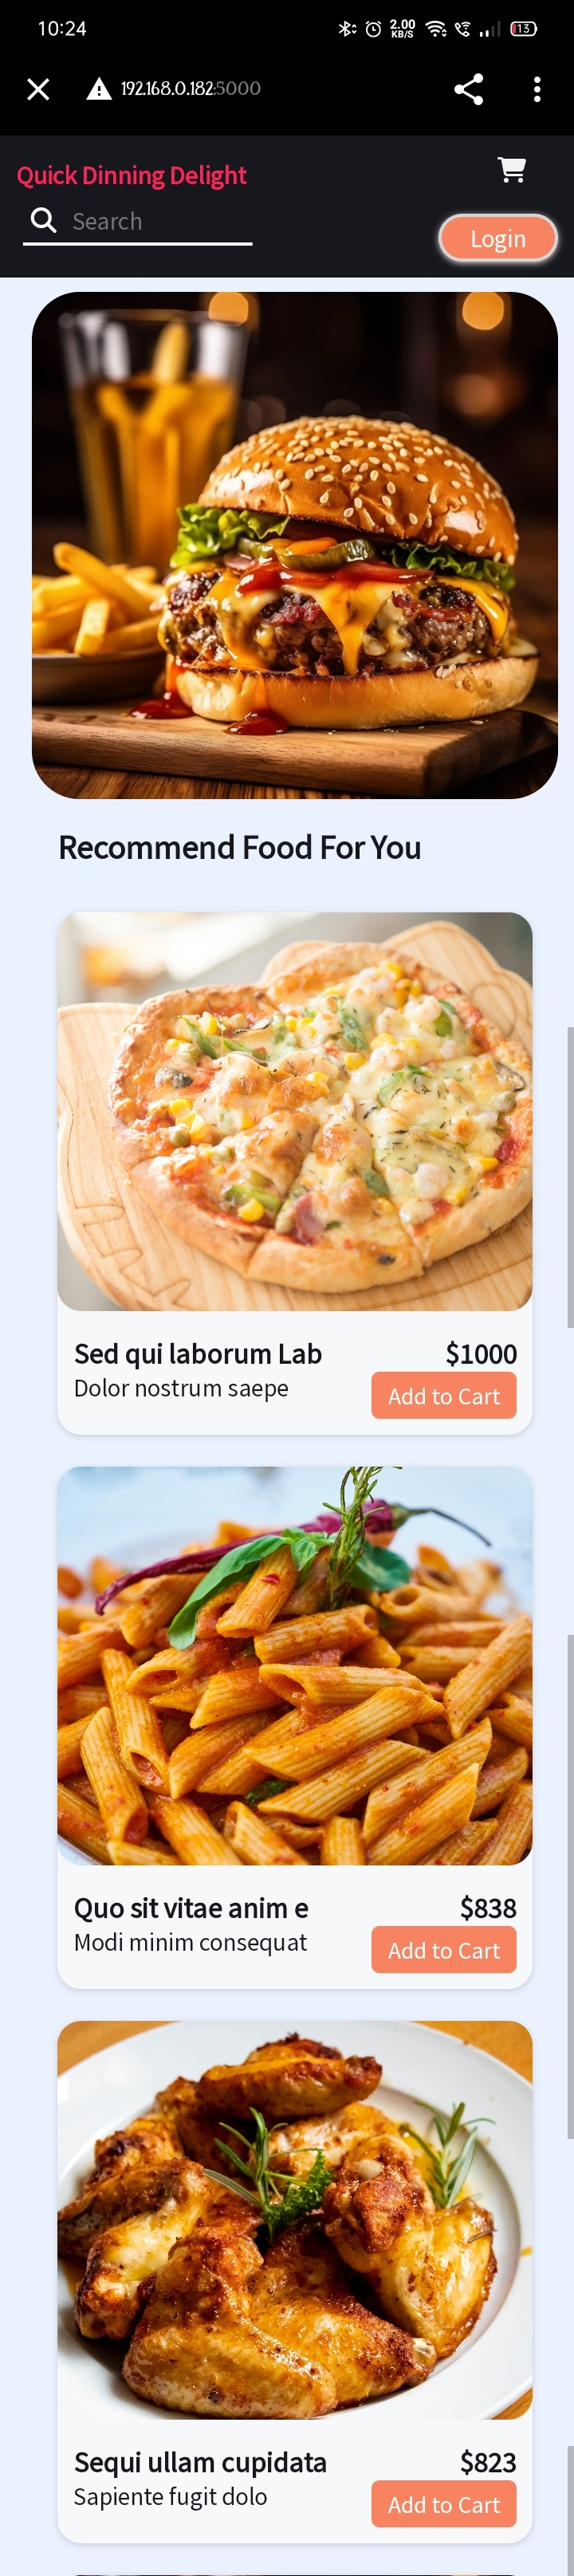 10:24
2.00
KB/S
13
192.168.0.182:5000
Quick Dinning Delight
Search
Login
Recommend Food For You
Sed qui laborum Lab
$1000
Dolor nostrum saepe
Add to Cart
Quo sit vitae anim e
$838
Modi minim consequat
Add to Cart
Sequi ullam cupidata
$823
Sapiente fugit dolo
Add to Cart